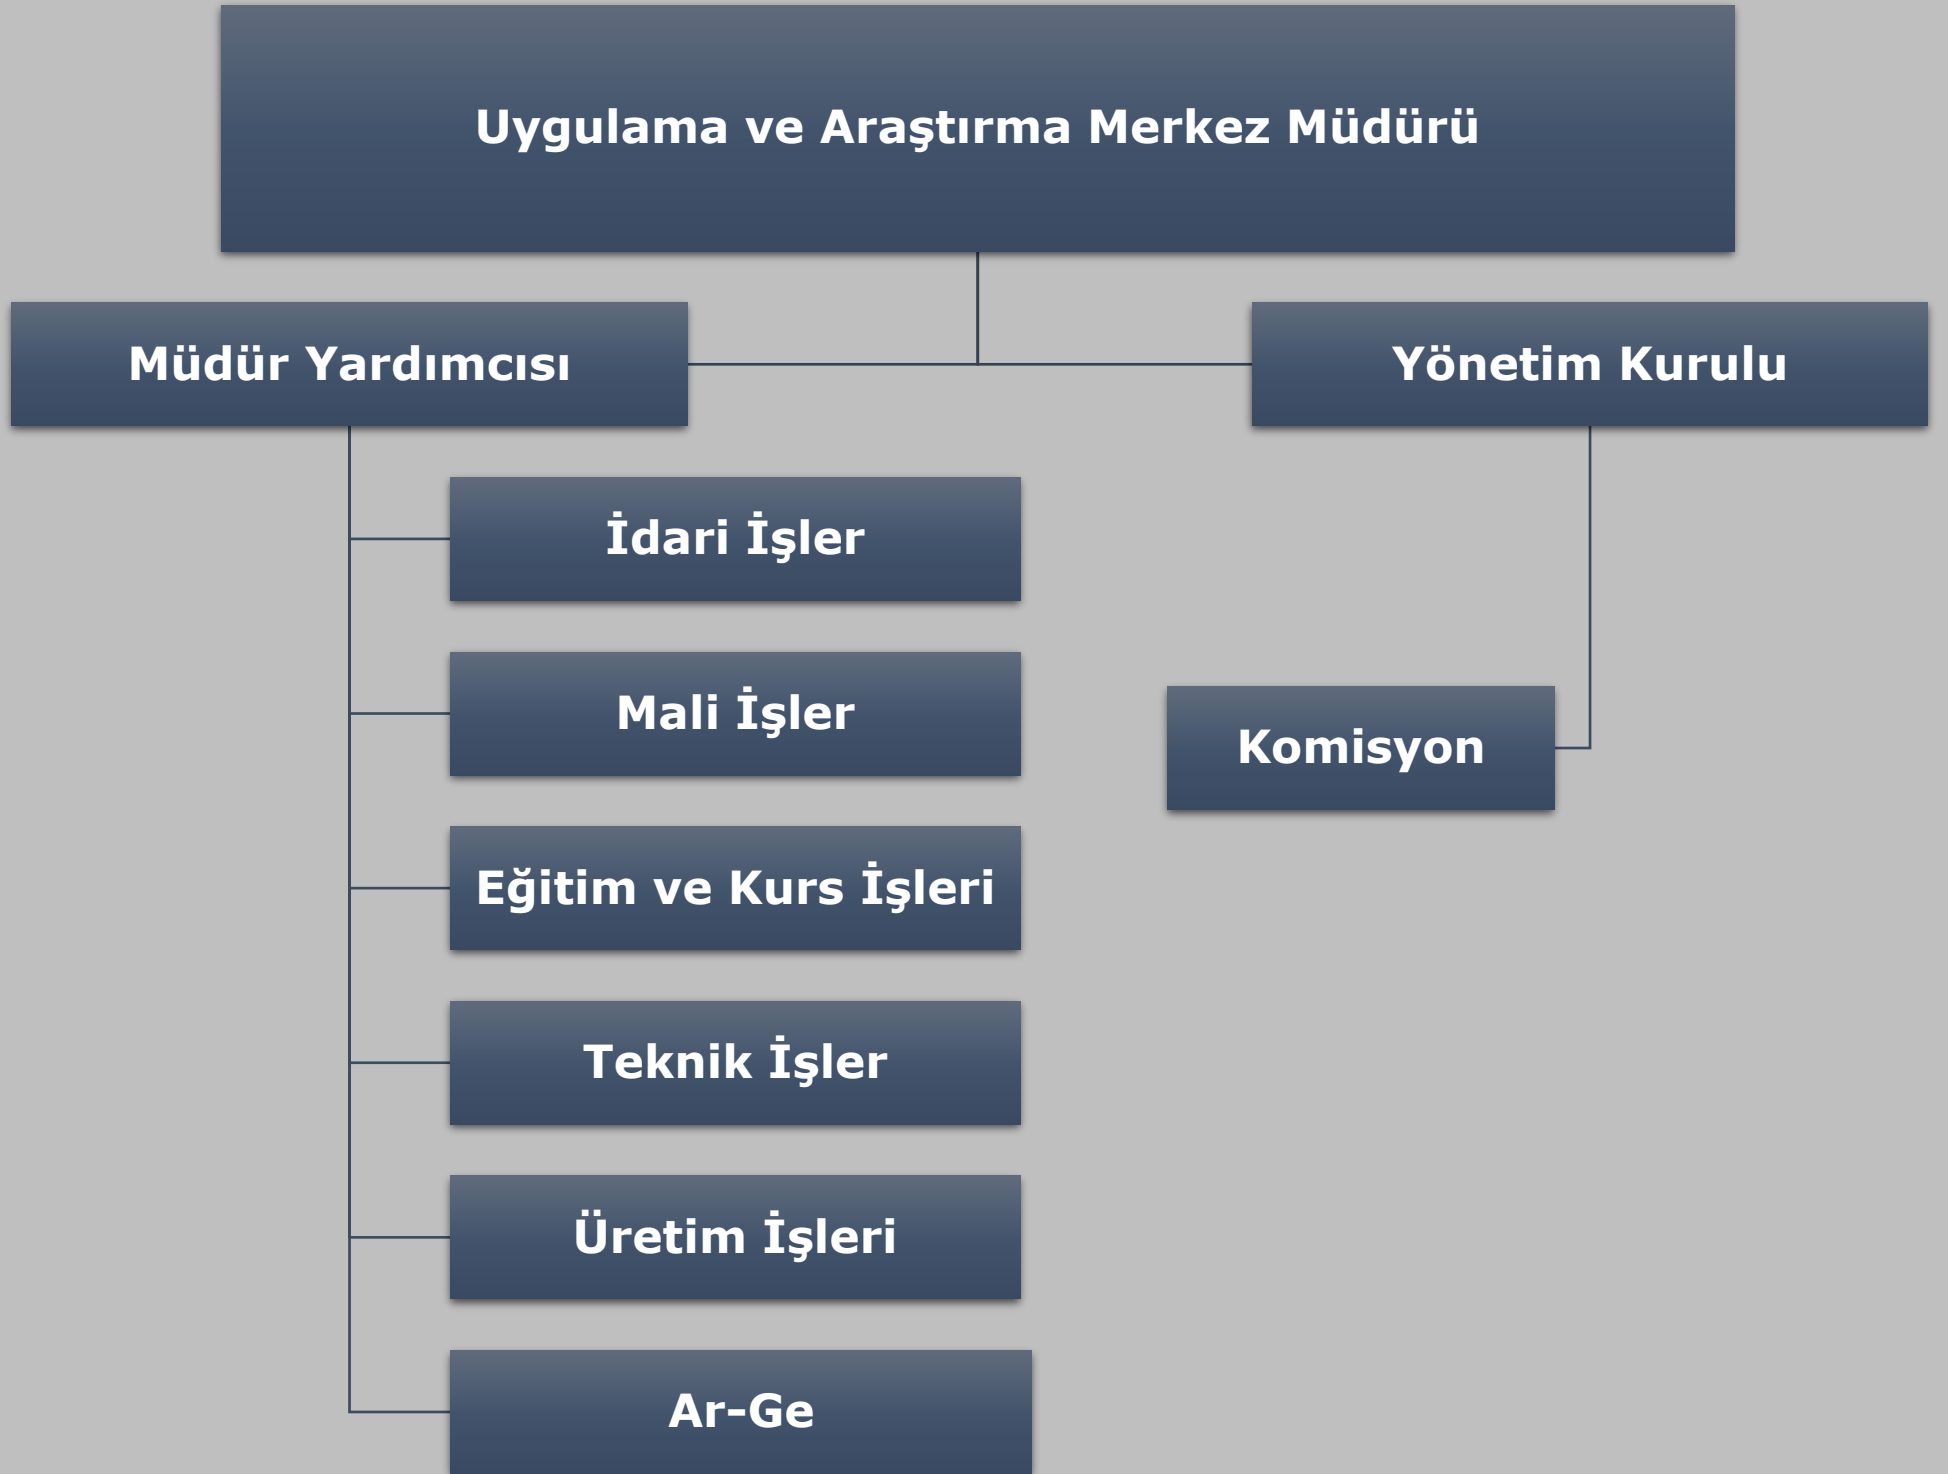 Uygulama ve Araştırma Merkez Müdürü
Müdür Yardımcısı
Yönetim Kurulu
İdari İşler
Mali İşler
Komisyon
Eğitim ve Kurs İşleri
Teknik İşler
Üretim İşleri
Ar-Ge